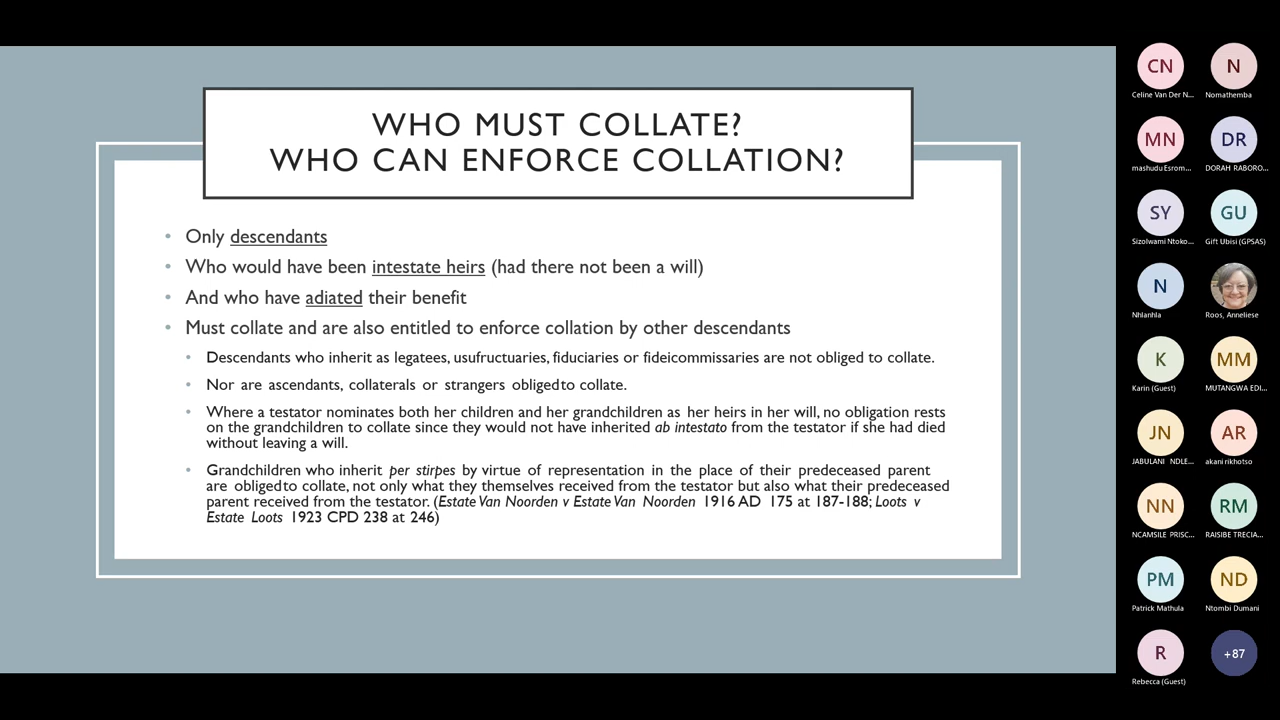 WHO MUST COLLATE?
WHO CAN ENFORCE COLLATION?
• Only descendants
• Who would have been intestate heirs (had there not been a will)
• And who have adiated their benefit
• Must collate and are also entitled to enforce collation by other descendants
• Descendants who inherit as legatees, usufructuaries, fiduciaries or fideicommissaries are not obliged to collate.
• Nor are ascendants, collaterals or strangers obligedto collate.
• Where a testator nominates both her children and her grandchildren as her heirs in her will, no obligation rests
on the grandchildren to collate since they would not have inherited ab intestato from the testator if she had died
without leaving a will.
• Grandchildren who inherit per stirpes by virtue of representation in the place of their predeceased parent
are obligedto collate, not only what they themselves received from the testator but also what their predeceased
parent received from the testator. (Estate Van Noorden v Estate Van Noorden 1916 AD 175 at 187-188; Loots v
Estate Loots 1923 CPD 238 at 246)
CN
Celine Van Der N...
N
Nomathemba
MN
mashudu Esrom...
DR
DORAH RABORO...
SY
Sizolwami Ntoko...
GU
Gift Ubisi (GPSAS)
N
Nhlanhla
Roos, Anneliese
K
Karin (Guest)
MM
MUTANGWA EDI...
JN
JABULANI NDLE...
AR
akani rikhotso
NN
NCAMSILE PRISC...
RM
RAISIBE TRECIA...
PM
Patrick Mathula
ND
Ntombi Dumani
R
Rebecca (Guest)
+87